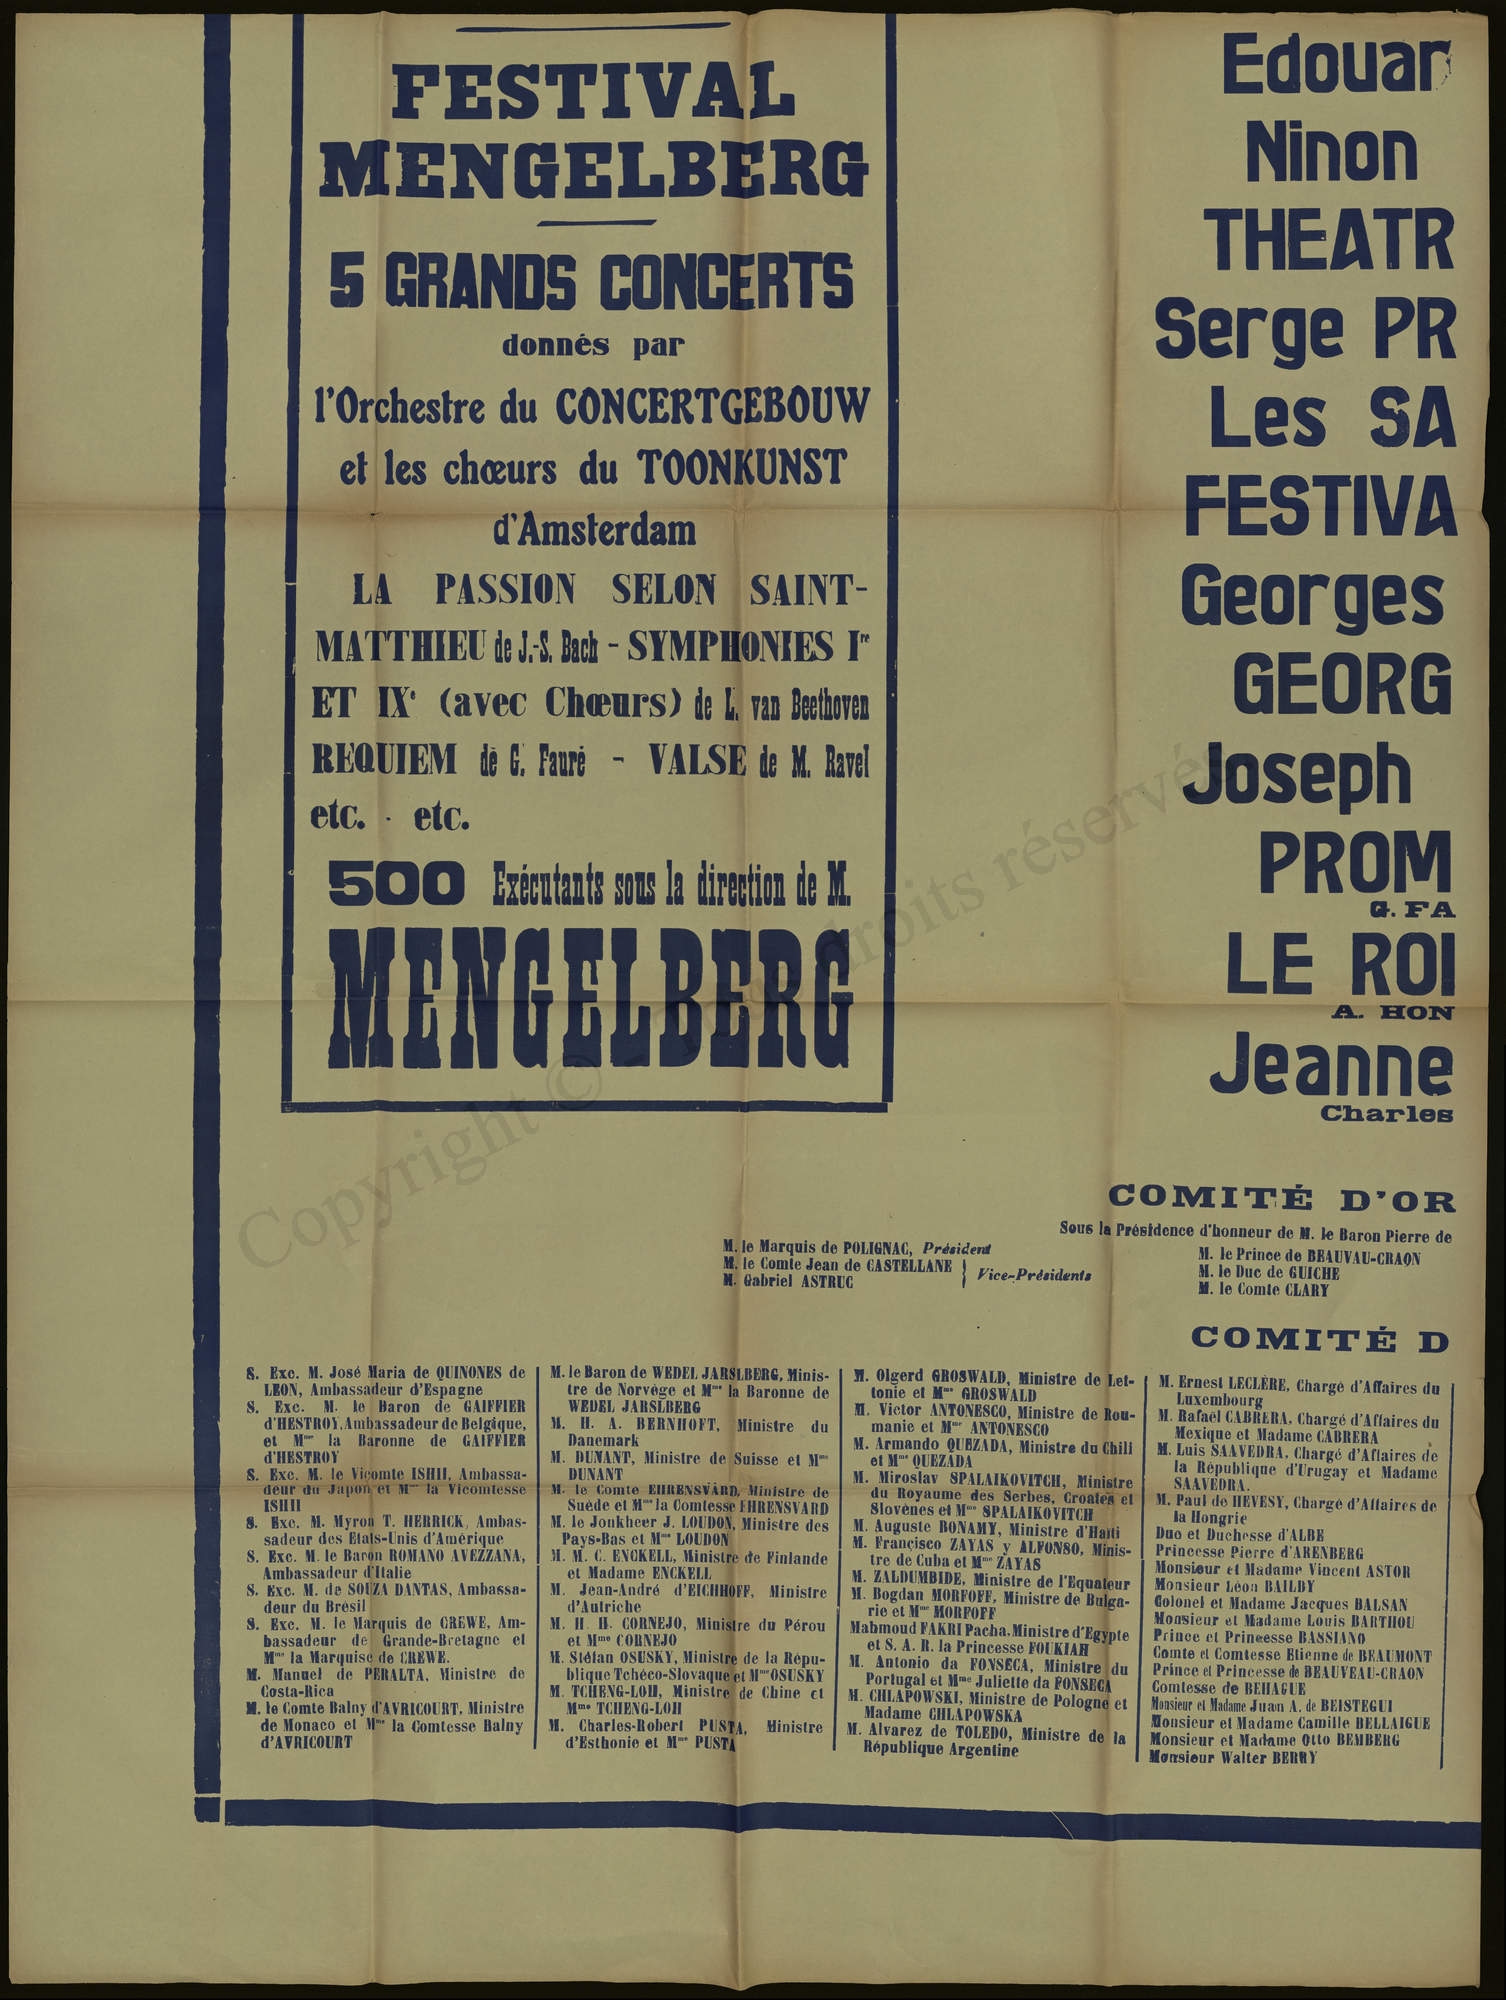 FESTIVAL
MENGELBERG
5 GRANDS CONCERTS
donnés par
l'Orchestre du CONCERTGEBOUW
et les chœurs du TOONKUNST
d'Amsterdam
LA PASSION SELON SAINT-
MATTHIEU de J.-S. Bach - SYMPHONIES Ire
ET IXe (avec Chœurs) de L. van Beethoven
REQUIEM de G. Fauré - VALSE de M. Ravel
etc. - etc.
500 Exécutants sous la direction de M.
MENGELBERG
Edouar
Ninon
THEATR
Serge PR
Les SA
FESTIVA
Georges
GEORG
Joseph
PROM
G. FA
LE ROI
A. HON
Jeanne
Charles
COMITÉ D'OR
Sous la Présidence d'honneur de M. le Baron Pierre de
M. le Marquis de POLIGNAC, Président
M. le Comte Jean de CASTELLANE
M. Gabriel ASTRUC
Vice-Présidents
M. le Prince de BEAUVAU-CRAON
M. le Duc de GUICHE
M. le Comte CLARY
COMITÉ D
S. Exc. M. José Maria de QUINONES de
LEON, Ambassadeur d'Espagne
S. Exc. M. le Baron de GAIFFIER
d'HESTROY, Ambassadeur de Belgique,
et Mme la Baronne de GAIFFIER
d'HESTROY
S. Exc. M. le Vicomte ISHII, Ambassa-
deur du Japon et Mme la Vicomtesse
ISHII
S. Exc. M. Myron T. HERRICK, Ambas-
sadeur des Etats-Unis d'Amérique
S. Exc. M. le Baron ROMANO AVEZZANA,
Ambassadeur d'Italie
S. Exc. M. de SOUZA DANTAS, Ambassa-
deur du Brésil
S. Exc. M. le Marquis de CREWE, Am-
bassadeur de Grande-Bretagne et
Mme la Marquise de CREWE.
M. Manuel de PERALTA, Ministre de
Costa-Rica
M. le Comte Balny d'AVRICOURT, Ministre
de Monaco et Mme la Comtesse Balny
d'AVRICOURT
M. le Baron de WEDEL JARSLBERG, Minis-
tre de Norvège et Mme la Baronne de
WEDEL JARSLBERG
M. H. A. BERNHOFT, Ministre du
Danemark
M. DUNANT, Ministre de Suisse et Mme
DUNANT
M. le Comte EHRENSVARD, Ministre de
Suède et Mme la Comtesse EHRENSVARD
M. le Jonkheer J. LOUDON, Ministre des
Pays-Bas et Mme LOUDON
M. M. C. ENCKELL, Ministre de Finlande
et Madame ENCKELL
M. Jean-André d'EICHHOFF, Ministre
d'Autriche
M. H. H. CORNEJO, Ministre du Pérou
et Mme CORNEJO
M. Stéfan OSUSKY, Ministre de la Répu-
blique Tchéco-Slovaque et Mme OSUSKY
M. TCHENG-LOH, Ministre de Chine et
Mme TCHENG-LOH
M. Charles-Robert PUSTA, Ministre
d'Esthonie et Mme PUSTA
M. Olgerd GROSWALD, Ministre de Let-
tonie et Mme GROSWALD
M. Victor ANTONESCO, Ministre de Rou-
manie et Mme ANTONESCO
M. Armando QUEZADA, Ministre du Chili
et Mme QUEZADA
M. Miroslav SPALAIKOVITCH, Ministre
du Royaume des Serbes, Croates et
Slovènes et Mme SPALAIKOVITCH
M. Auguste BONAMY, Ministre d'Haïti
M. Francisco ZAYAS y ALFONSO, Minis-
tre de Cuba et Mme ZAYAS
M. ZALDUMBIDE, Ministre de l'Equateur
M. Bogdan MORFOFF, Ministre de Bulga-
rie et Mme MORFOFF
Mahmoud FAKRI Pacha, Ministre d'Egypte
et S. A. R. la Princesse FOUKIAH
M. Antonio da FONSECA, Ministre du
Portugal et Mme Juliette da FONSECA
M. CHLAPOWSKI, Ministre de Pologne et
Madame CHLAPOWSKA
M. Alvarez de TOLEDO, Ministre de la
République Argentine
M. Ernest LECLÈRE, Chargé d'Affaires du
Luxembourg
M. Rafaël CABRERA, Chargé d'Affaires du
Mexique et Madame CABRERA
M. Luis SAAVEDRA, Chargé d'Affaires de
la République d'Urugay et Madame
SAAVEDRA.
M. Paul de HEVESY, Chargé d'Affaires de
la Hongrie
Duc et Duchesse d'ALBE
Princesse Pierre d'ARENBERG
Monsieur et Madame Vincent ASTOR
Monsieur Léon BAILBY
Colonel et Madame Jacques BALSAN
Monsieur et Madame Louis BARTHOU
Prince et Princesse BASSIANO
Comte et Comtesse Etienne de BEAUMONT
Prince et Princesse de BEAUVEAU-CRAON
Comtesse de BEHAGUE
Monsieur et Madame Juan A. de BEISTEGUI
Monsieur et Madame Camille BELLAIGUE
Monsieur et Madame Otto BEMBERG
Monsieur Walter BERRY
Copyright © - Tous droits réservés